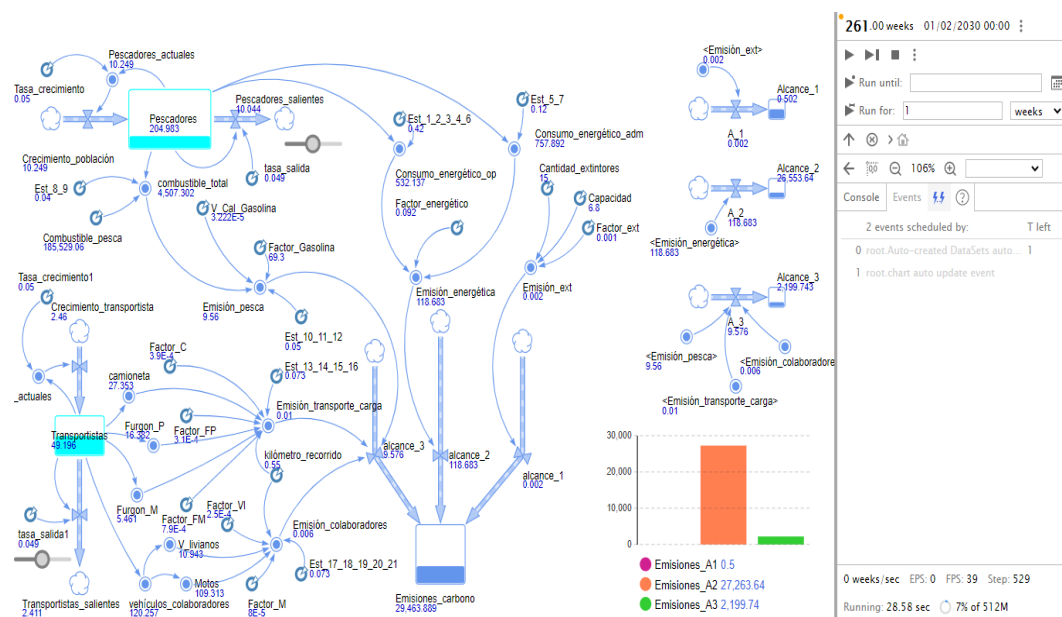 261.00 weeks 01/02/2030 00:00
Run until:
Run for: 1 weeks
106%
Console Events
2 events scheduled by: T left
0 root.Auto-created DataSets auto... 1
1 root.chart auto update event
0 weeks/sec EPS: 0 FPS: 39 Step: 529
Running: 28.58 sec 7% of 512M
Pescadores_actuales
10.249
Tasa_crecimiento
0.05
Pescadores
204.983
Pescadores_salientes
10.044
Crecimiento_población
10.249
tasa_salida
0.049
Est_8_9
0.04
combustible_total
4,507.302
Combustible_pesca
185,529.06
V_Cal_Gasolina
3.222E-5
Factor_Gasolina
69.3
Emisión_pesca
9.56
Est_10_11_12
0.05
Est_1_2_3_4_6
0.42
Consumo_energético_op
532.137
Factor_energético
0.092
Emisión_energética
118.683
Est_5_7
0.12
Consumo_energético_adm
757.892
Cantidad_extintores
15
Capacidad
6.8
Factor_ext
0.001
Emisión_ext
0.002
<Emisión_ext>
0.002
Alcance_1
0.502
A_1
0.002
Alcance_2
26,553.64
A_2
118.683
<Emisión_energética>
118.683
Alcance_3
2,199.743
A_3
9.576
<Emisión_pesca>
9.56
<Emisión_colaboradores
0.006
<Emisión_transporte_carga>
0.01
Tasa_crecimiento1
0.05
Crecimiento_transportista
2.46
_actuales
Transportistas
49.196
tasa_salida1
0.049
Transportistas_salientes
2.411
camioneta
27.353
Furgon_P
16.382
Furgon_M
5.461
Factor_C
3.9E-4
Factor_FP
3.1E-4
Factor_FM
7.9E-4
Est_13_14_15_16
0.073
Emisión_transporte_carga
0.01
kilómetro_recorrido
0.55
Factor_Vl
2.5E-4
V_livianos
10.943
Motos
109.313
vehículos_colaboradores
120.257
Factor_M
8E-5
Emisión_colaboradores
0.006
Est_17_18_19_20_21
0.073
alcance_3
9.576
alcance_2
118.683
alcance_1
0.002
Emisiones_carbono
29,463.889
30,000
20,000
10,000
0
Emisiones_A1 0.5
Emisiones_A2 27,263.64
Emisiones_A3 2,199.74